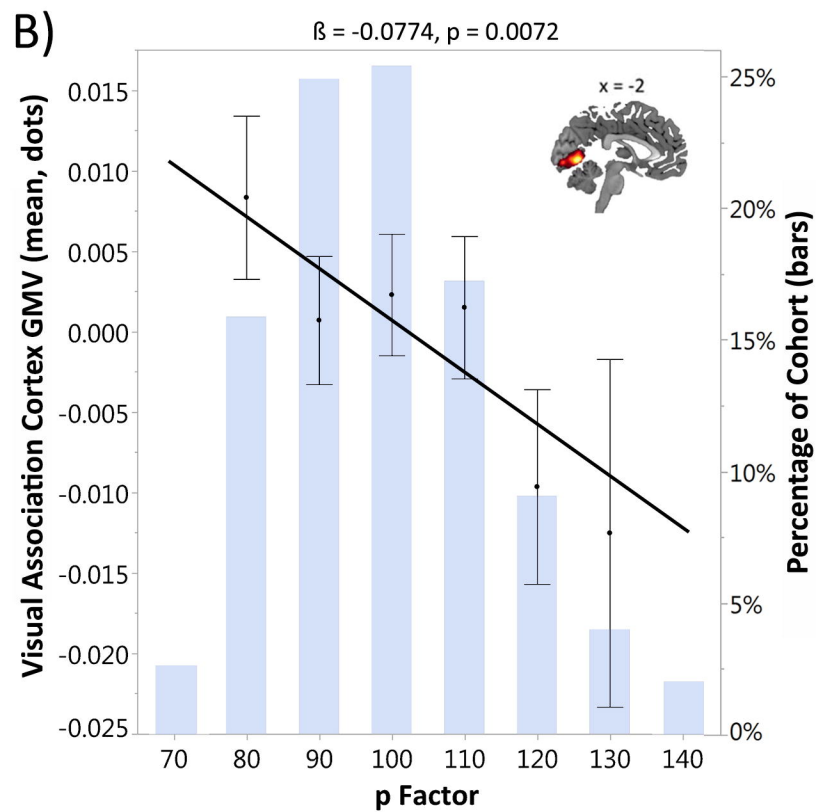 B)
ß = -0.0774, p = 0.0072
x = -2
Visual Association Cortex GMV (mean, dots)
0.015
0.010
0.005
0.000
-0.005
-0.010
-0.015
-0.020
-0.025
25%
20%
15%
10%
5%
0%
Percentage of Cohort (bars)
70 80 90 100 110 120 130 140
p Factor